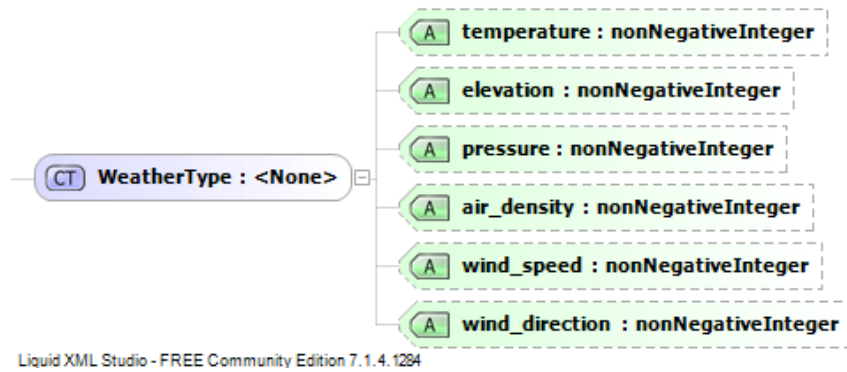 A temperature : nonNegativeInteger
A elevation : nonNegativeInteger
A pressure : nonNegativeInteger
CT WeatherType : <None>
A air_density : nonNegativeInteger
A wind_speed : nonNegativeInteger
A wind_direction : nonNegativeInteger
Liquid XML Studio - FREE Community Edition 7.1.4.1284